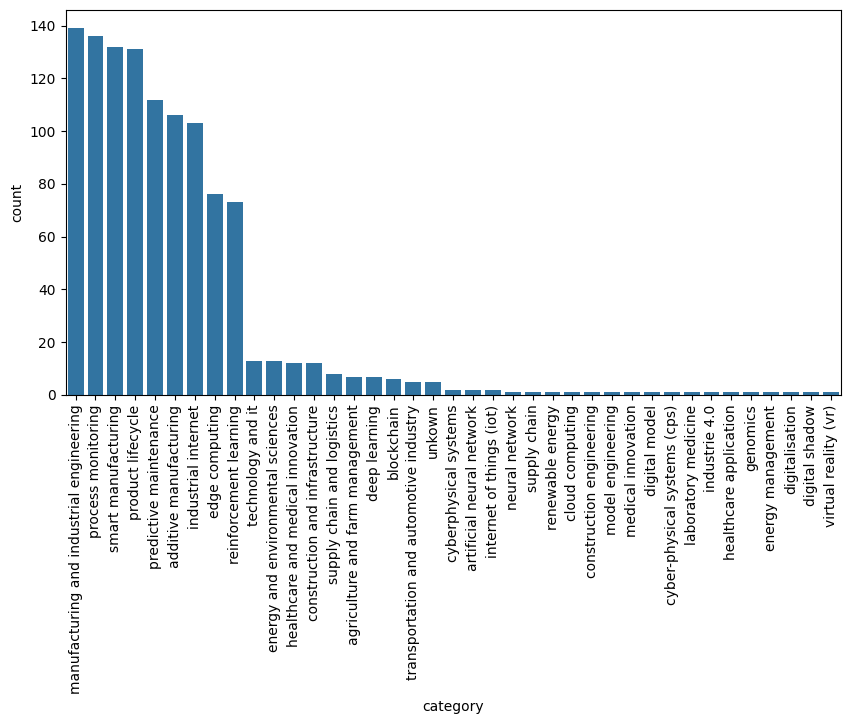 140
120
100
80
60
40
20
0
count
manufacturing and industrial engineering
process monitoring
smart manufacturing
product lifecycle
predictive maintenance
additive manufacturing
industrial internet
edge computing
reinforcement learning
technology and it
energy and environmental sciences
healthcare and medical innovation
construction and infrastructure
supply chain and logistics
agriculture and farm management
deep learning
blockchain
transportation and automotive industry
unkown
cyberphysical systems
artificial neural network
internet of things (iot)
neural network
supply chain
renewable energy
cloud computing
construction engineering
model engineering
medical innovation
digital model
cyber-physical systems (cps)
laboratory medicine
industrie 4.0
healthcare application
genomics
energy management
digitalisation
digital shadow
virtual reality (vr)
category